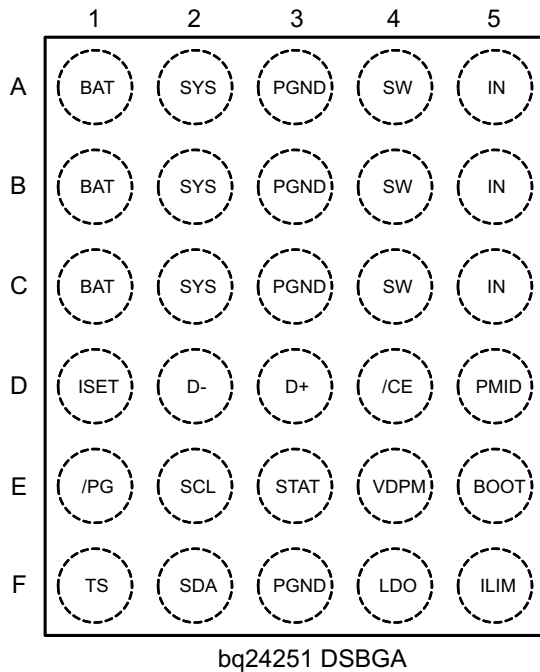 1 2 3 4 5
A BAT SYS PGND SW IN
B BAT SYS PGND SW IN
C BAT SYS PGND SW IN
D ISET D- D+ /CE PMID
E /PG SCL STAT VDPM BOOT
F TS SDA PGND LDO ILIM
bq24251 DSBGA